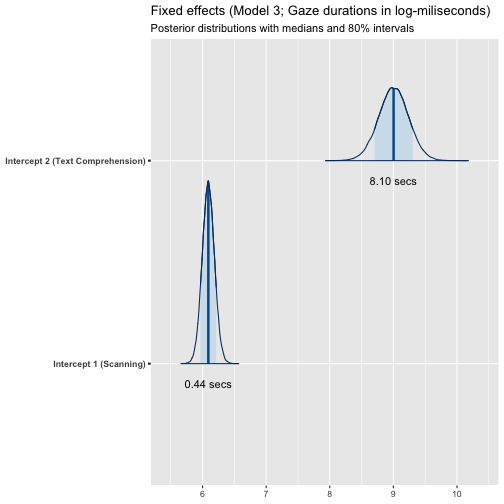 Fixed effects (Model 3; Gaze durations in log-miliseconds)
Posterior distributions with medians and 80% intervals
Intercept 2 (Text Comprehension)
8.10 secs
Intercept 1 (Scanning)
0.44 secs
6 7 8 9 10